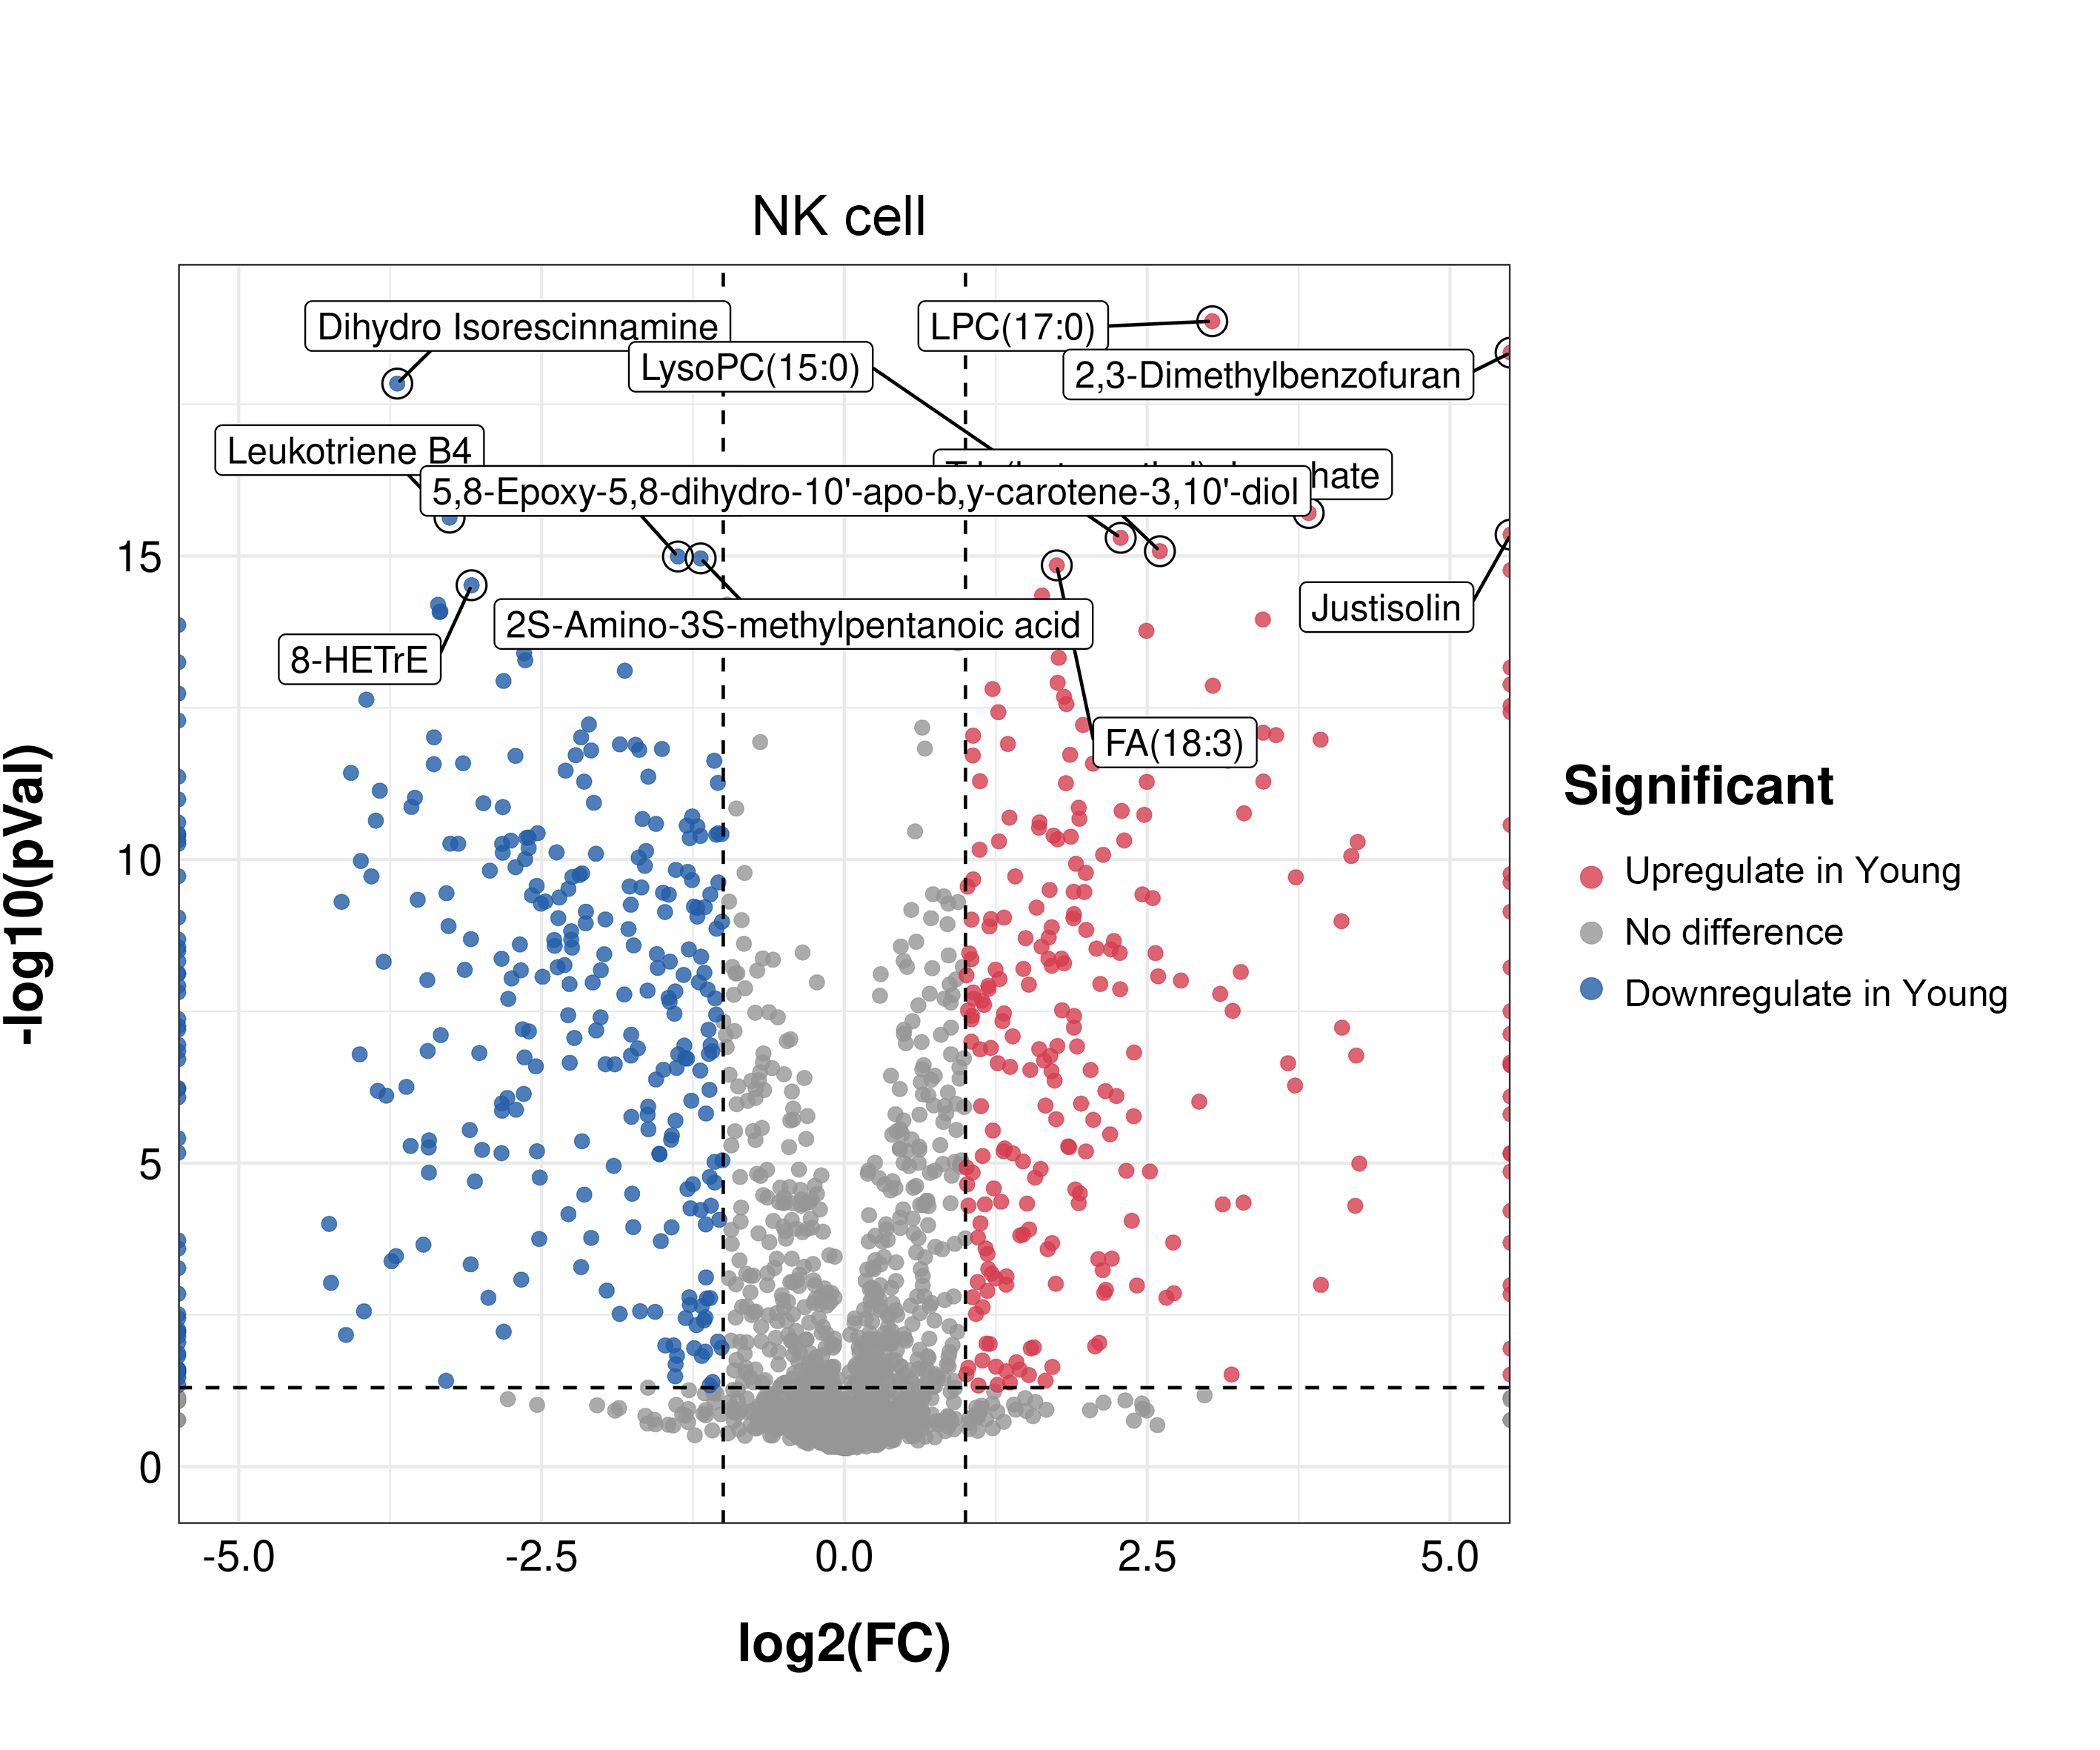 NK cell
Dihydro Isorescinnamine
LPC(17:0)
LysoPC(15:0)
2,3-Dimethylbenzofuran
Leukotriene B4
5,8-Epoxy-5,8-dihydro-10'-apo-b,y-carotene-3,10'-diol
2S-Amino-3S-methylpentanoic acid
Justisolin
8-HETrE
FA(18:3)
15
10
5
0
-log10(pVal)
-5.0
-2.5
0.0
2.5
5.0
log2(FC)
Significant
Upregulate in Young
No difference
Downregulate in Young